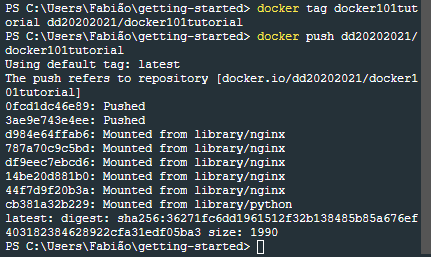 PS C:\Users\Fabião\getting-started> docker tag docker101tut
orial dd20202021/docker101tutorial
PS C:\Users\Fabião\getting-started> docker push dd20202021/
docker101tutorial
Using default tag: latest
The push refers to repository [docker.io/dd20202021/docker1
01tutorial]
0fcd1dc46e89: Pushed
3ae9e743e4ee: Pushed
d984e64ffab6: Mounted from library/nginx
787a70c9c5bd: Mounted from library/nginx
df9eec7ebcd6: Mounted from library/nginx
14be20d881b0: Mounted from library/nginx
44f7d9f20b3a: Mounted from library/nginx
cb381a32b229: Mounted from library/python
latest: digest: sha256:36271fc6dd1961512f32b138485b85a676ef
403182384628922cfa31edf05ba3 size: 1990
PS C:\Users\Fabião\getting-started>